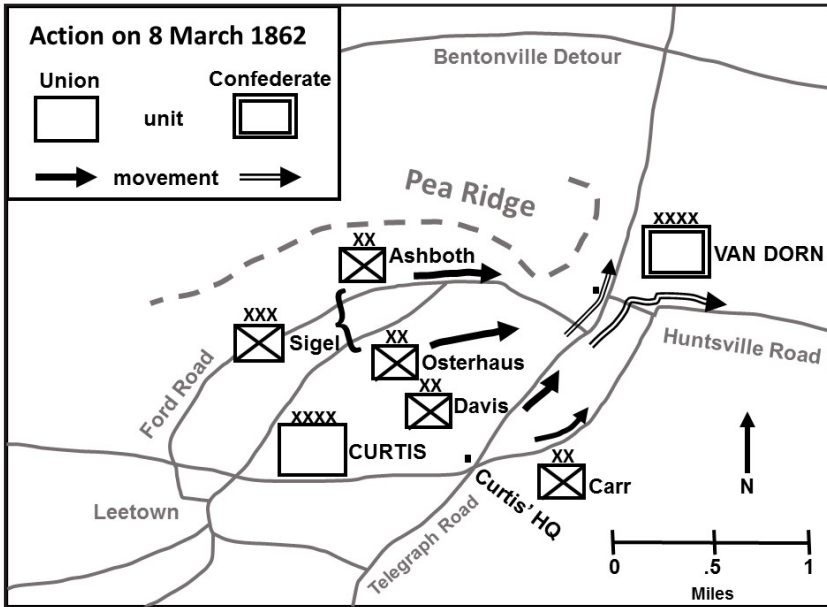 Action on 8 March 1862
Union
Confederate
unit
movement
Bentonville Detour
Pea Ridge
XXXX
VAN DORN
XX
Ashboth
XXX
Sigel
XX
Osterhaus
Huntsville Road
Ford Road
XX
Davis
XXXX
CURTIS
XX
Carr
Curtis' HQ
N
Leetown
Telegraph Road
0 .5 1
Miles